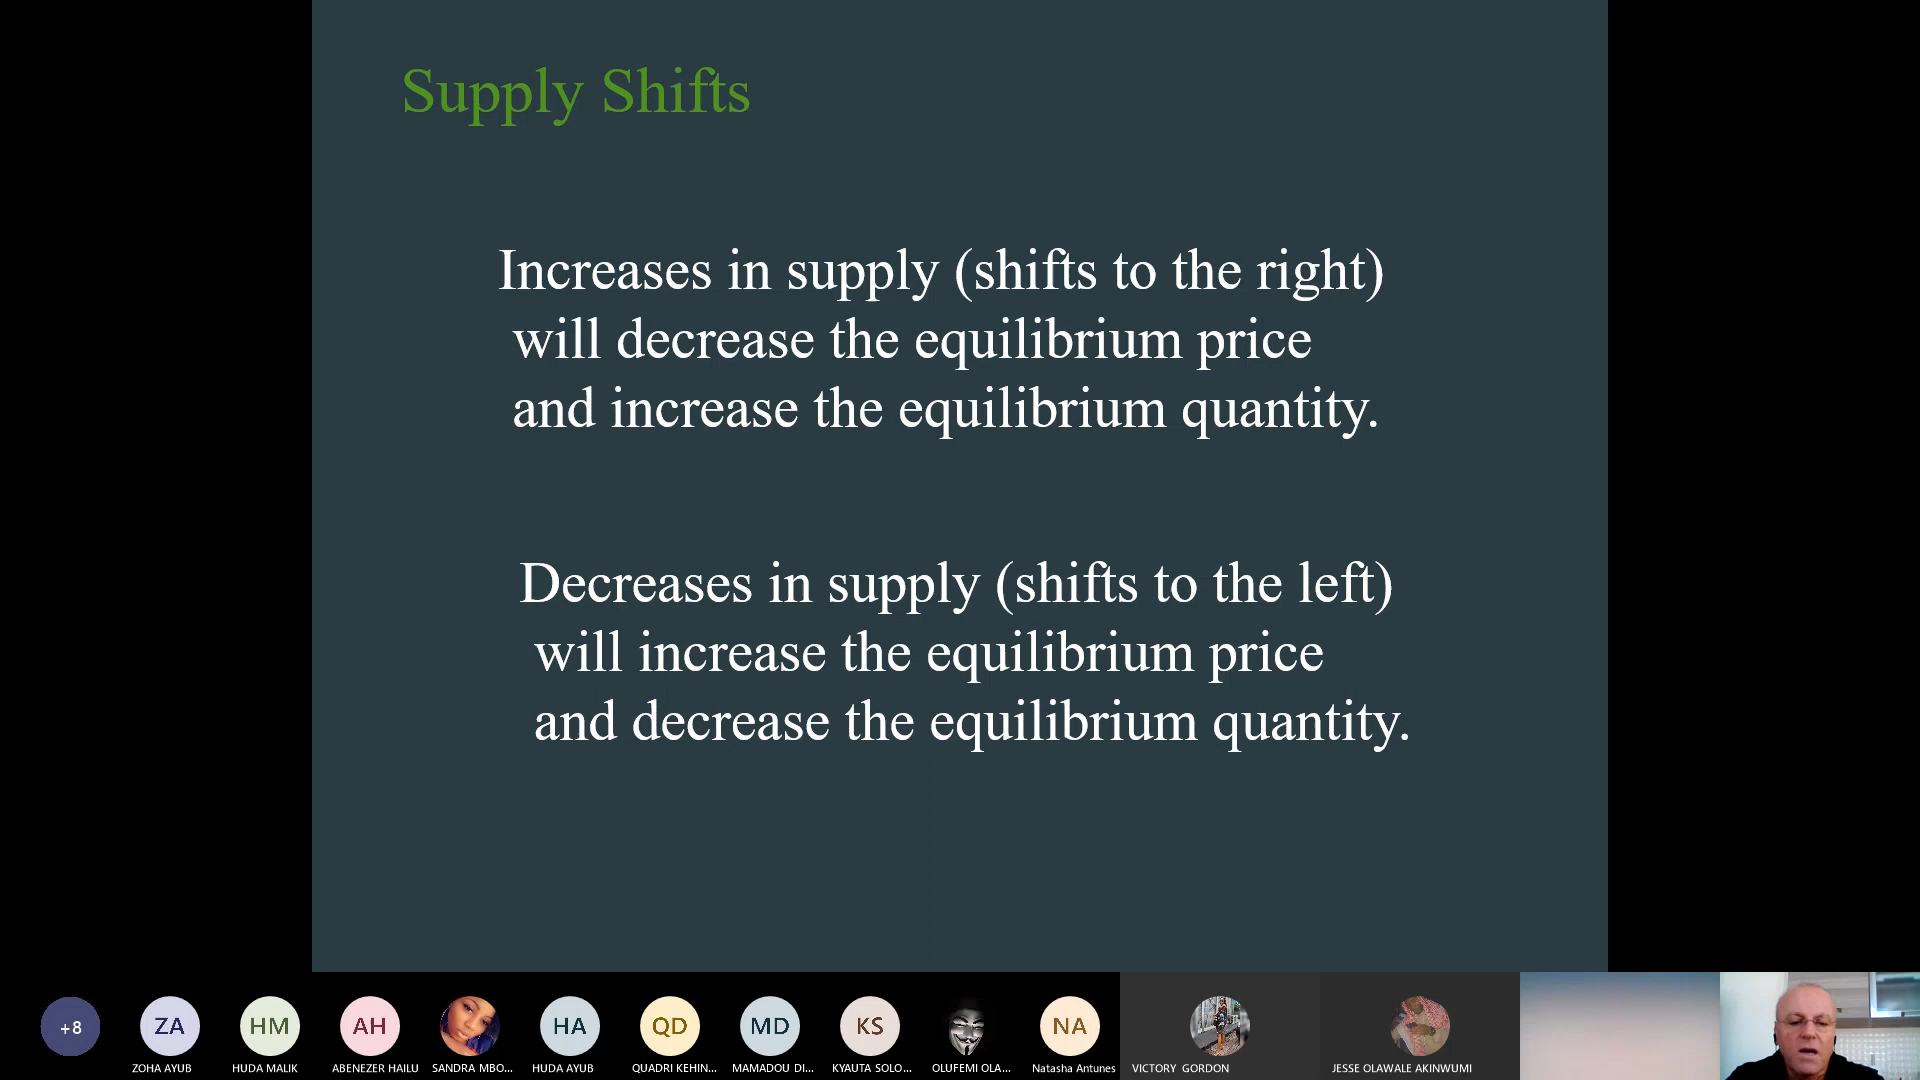 Supply Shifts
Increases in supply (shifts to the right)
will decrease the equilibrium price
and increase the equilibrium quantity.
Decreases in supply (shifts to the left)
will increase the equilibrium price
and decrease the equilibrium quantity.
+8
ZA
HM
AH
HA
QD
MD
KS
NA
ZOHA AYUB
HUDA MALIK
ABENEZER HAILU
SANDRA MBO...
HUDA AYUB
QUADRI KEHIN...
MAMADOU DI...
KYAUTA SOLO...
OLUFEMI OLA...
Natasha Antunes
VICTORY GORDON
JESSE OLAWALE AKINWUMI